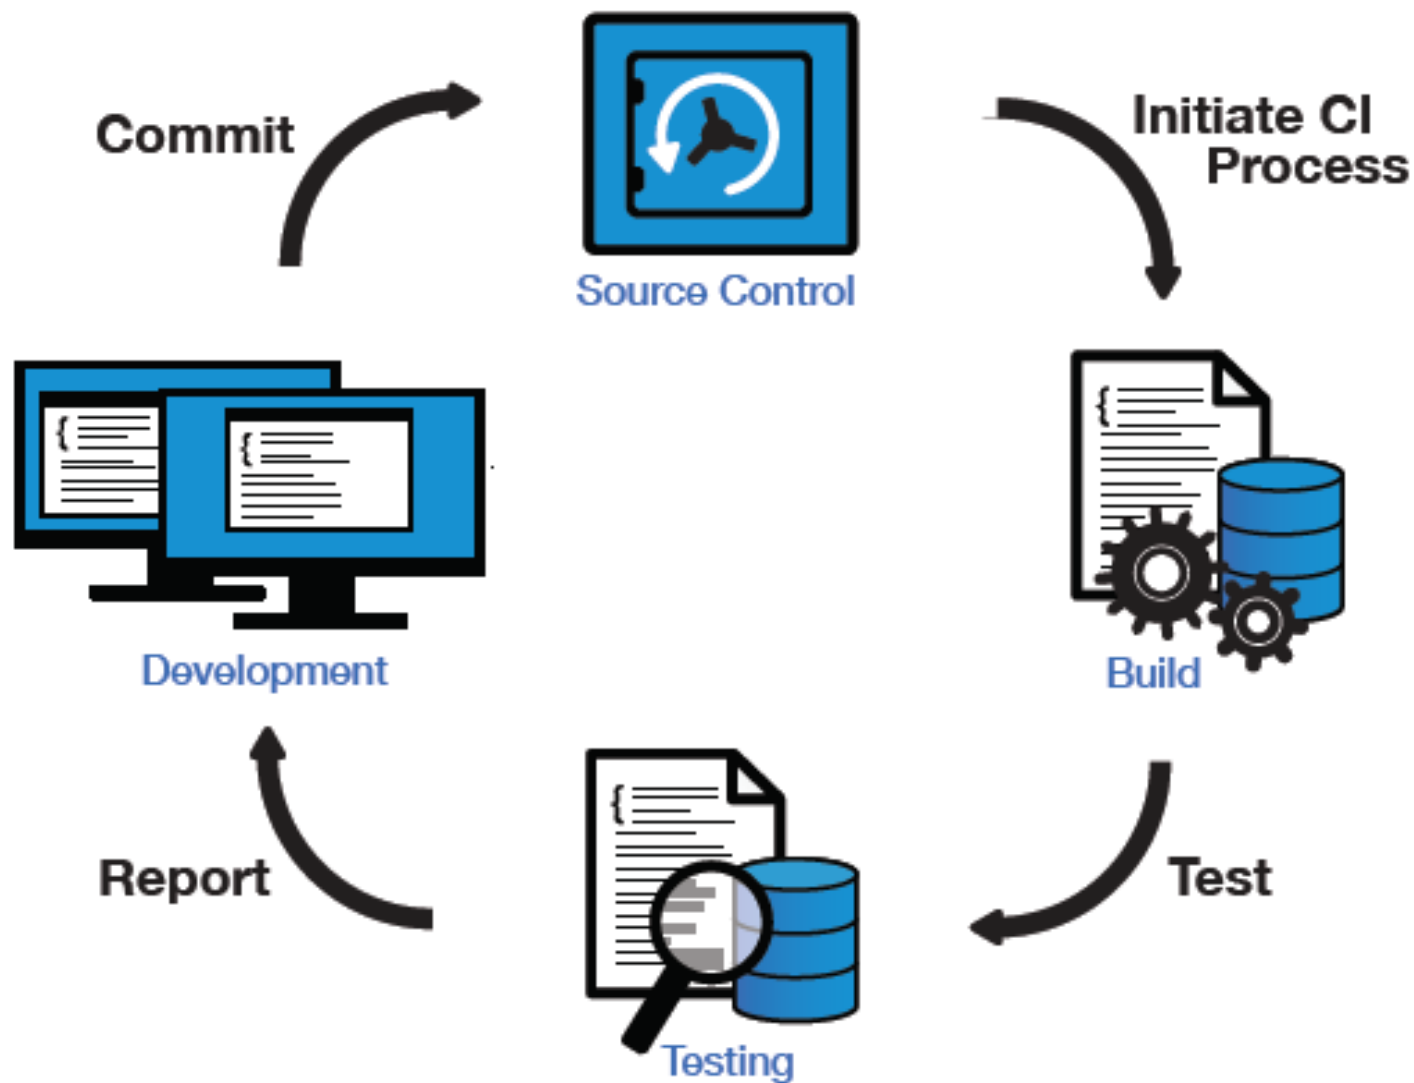 Commit
Initiate CI
Process
Source Control
Development
Build
Report
Test
Testing